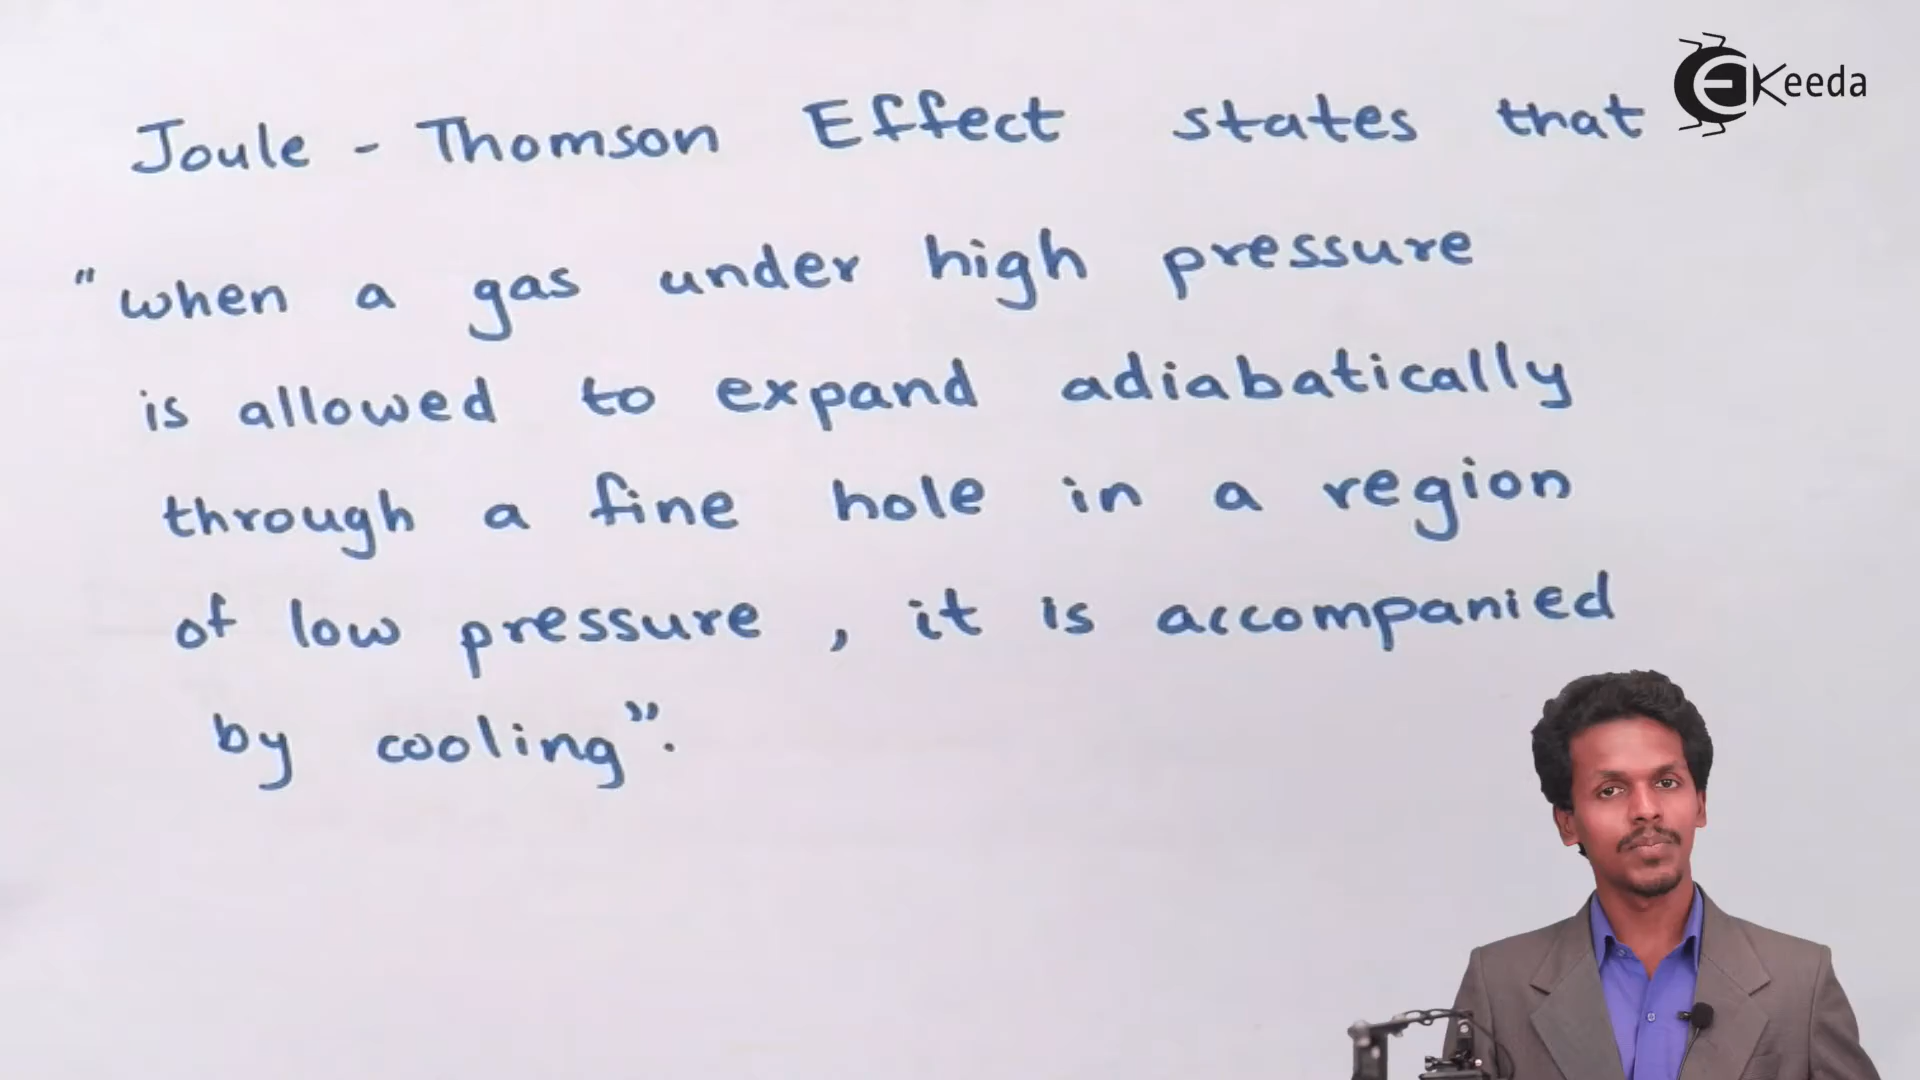 Joule - Thomson Effect states that
"when a gas under high pressure
is allowed to expand adiabatically
through a fine hole in a region
of low pressure, it is accompanied
by cooling".
EKeeda